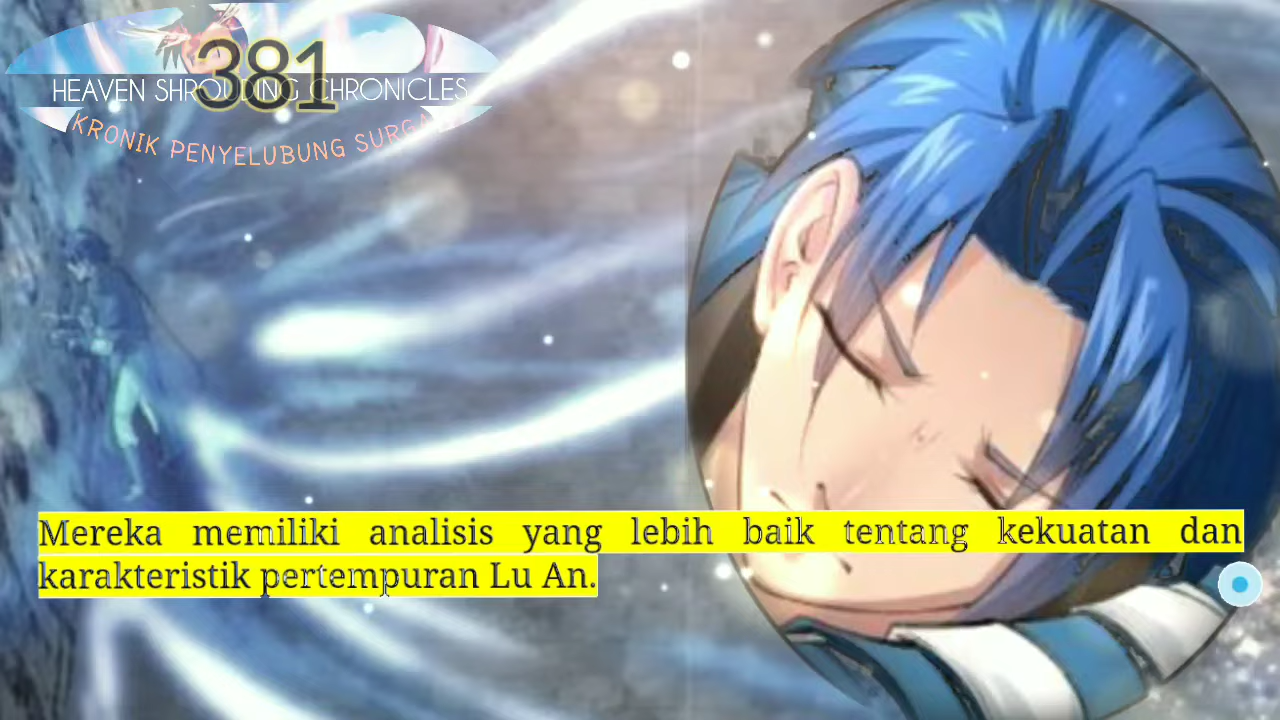 381
HEAVEN SHROUDING CHRONICLES
KRONIK PENYELUBUNG SURGA
Mereka memiliki analisis yang lebih baik tentang kekuatan dan
karakteristik pertempuran Lu An.